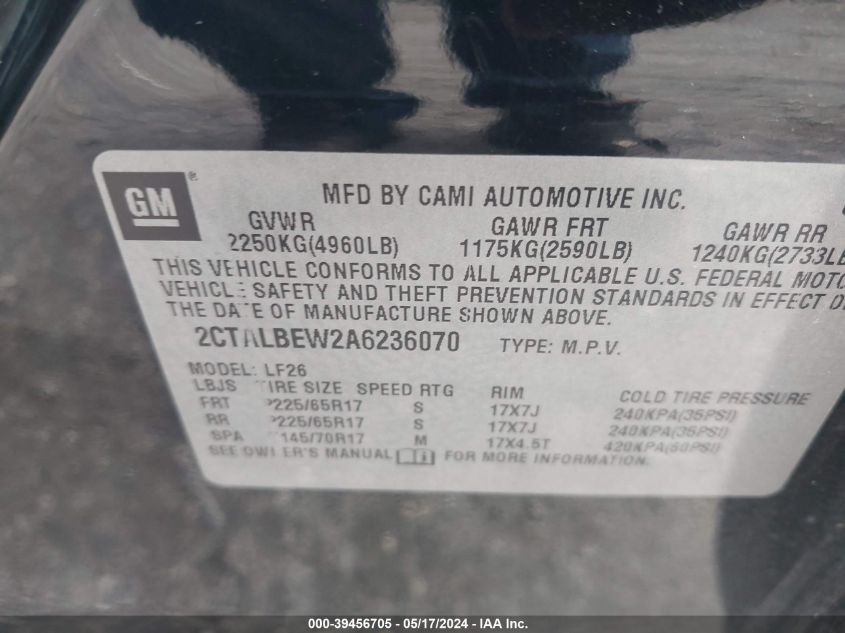 GM®
MFD BY CAMI AUTOMOTIVE INC.
GVWR GAWR FRT GAWR RR
2250KG(4960LB) 1175KG(2590LB) 1240KG(2733LB
THIS VEHICLE CONFORMS TO ALL APPLICABLE U.S. FEDERAL MOTO
VEHICLE SAFETY AND THEFT PREVENTION STANDARDS IN EFFECT O
THE DATE OF MANUFACTURE SHOWN ABOVE.
2CTALBEW2A6236070 TYPE: M.P.V.
MODEL: LF26
LBJS TIRE SIZE SPEED RTG RIM COLD TIRE PRESSURE
FRT P225/65R17 S 17X7J 240KPA(35PSI)
RR P225/65R17 S 17X7J 240KPA(35PSI)
SPA T145/70R17 M 17X4.5T 420KPA(60PSI)
SEE OWNER'S MANUAL FOR MORE INFORMATION.
000-39456705 - 05/17/2024 - IAA Inc.